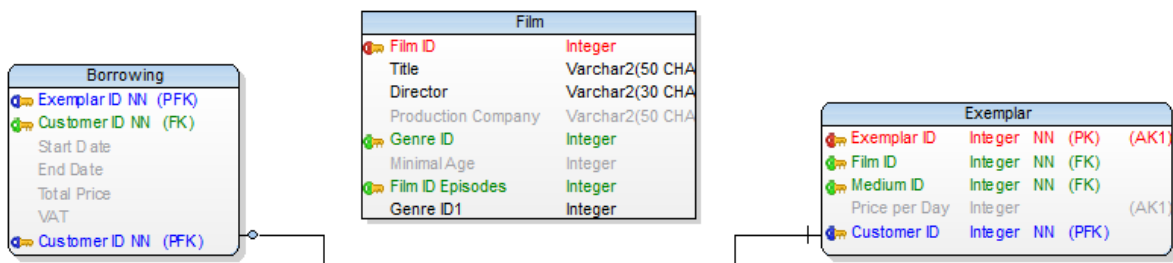 Borrowing
Exemplar ID NN (PFK)
Customer ID NN (FK)
Start Date
End Date
Total Price
VAT
Customer ID NN (PFK)
Film
Film ID Integer
Title Varchar2(50 CHA
Director Varchar2(30 CHA
Production Company Varchar2(50 CHA
Genre ID Integer
Minimal Age Integer
Film ID Episodes Integer
Genre ID1 Integer
Exemplar
Exemplar ID Integer NN (PK) (AK1)
Film ID Integer NN (FK)
Medium ID Integer NN (FK)
Price per Day Integer (AK1)
Customer ID Integer NN (PFK)